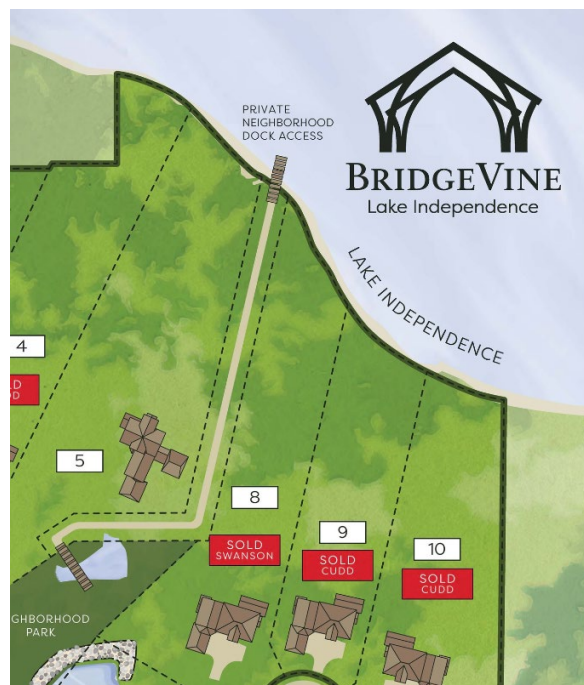 PRIVATE
NEIGHBORHOOD
DOCK ACCESS
BRIDGEVINE
Lake Independence
LAKE INDEPENDENCE
4
5
8
SOLD
SWANSON
9
SOLD
CUDD
10
SOLD
CUDD
GHBORHOOD
PARK